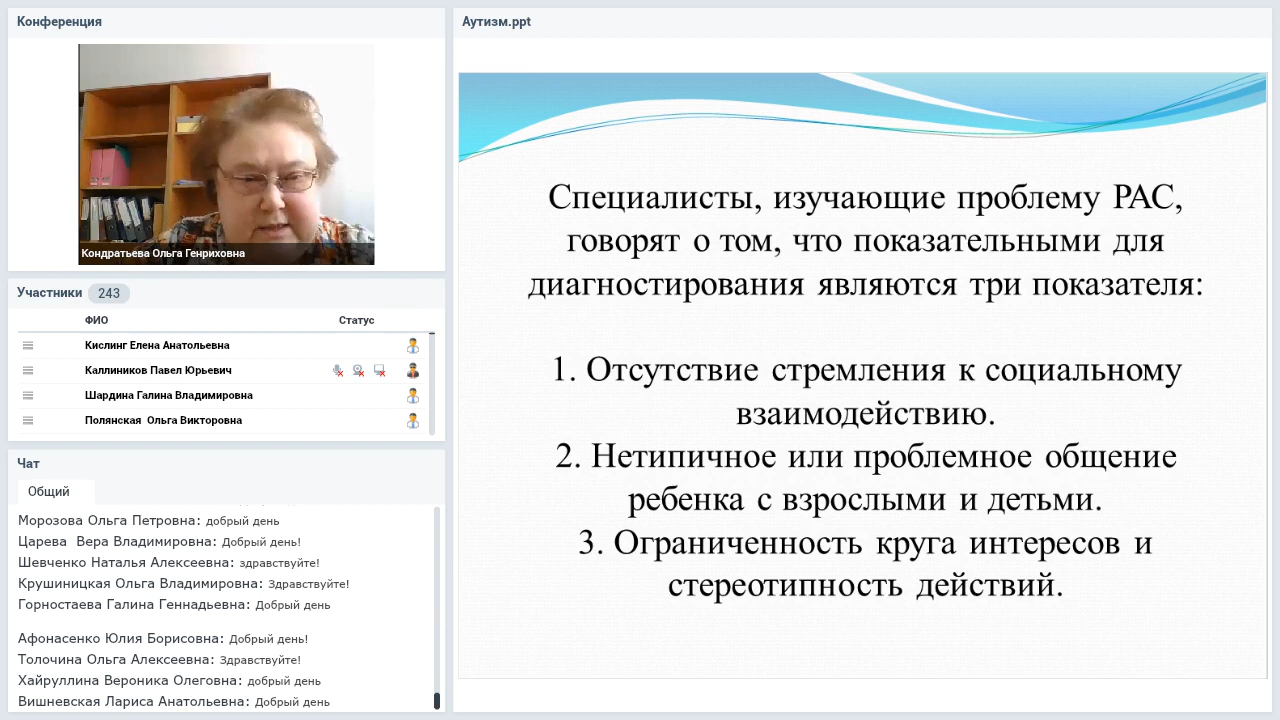 Конференция
Кондратьева Ольга Генриховна
Участники 243
ФИО Статус
Кислинг Елена Анатольевна
Каллиников Павел Юрьевич
Шардина Галина Владимировна
Полянская Ольга Викторовна
Чат
Общий
Морозова Ольга Петровна: добрый день
Царева Вера Владимировна: Добрый день!
Шевченко Наталья Алексеевна: здравствуйте!
Крушиницкая Ольга Владимировна: Здравствуйте!
Горностаева Галина Геннадьевна: Добрый день
Афонасенко Юлия Борисовна: Добрый день!
Толочина Ольга Алексеевна: Здравствуйте!
Хайруллина Вероника Олеговна: добрый день
Вишневская Лариса Анатольевна: Добрый день
Аутизм.ppt
Специалисты, изучающие проблему РАС,
говорят о том, что показательными для
диагностирования являются три показателя:
1. Отсутствие стремления к социальному
взаимодействию.
2. Нетипичное или проблемное общение
ребенка с взрослыми и детьми.
3. Ограниченность круга интересов и
стереотипность действий.